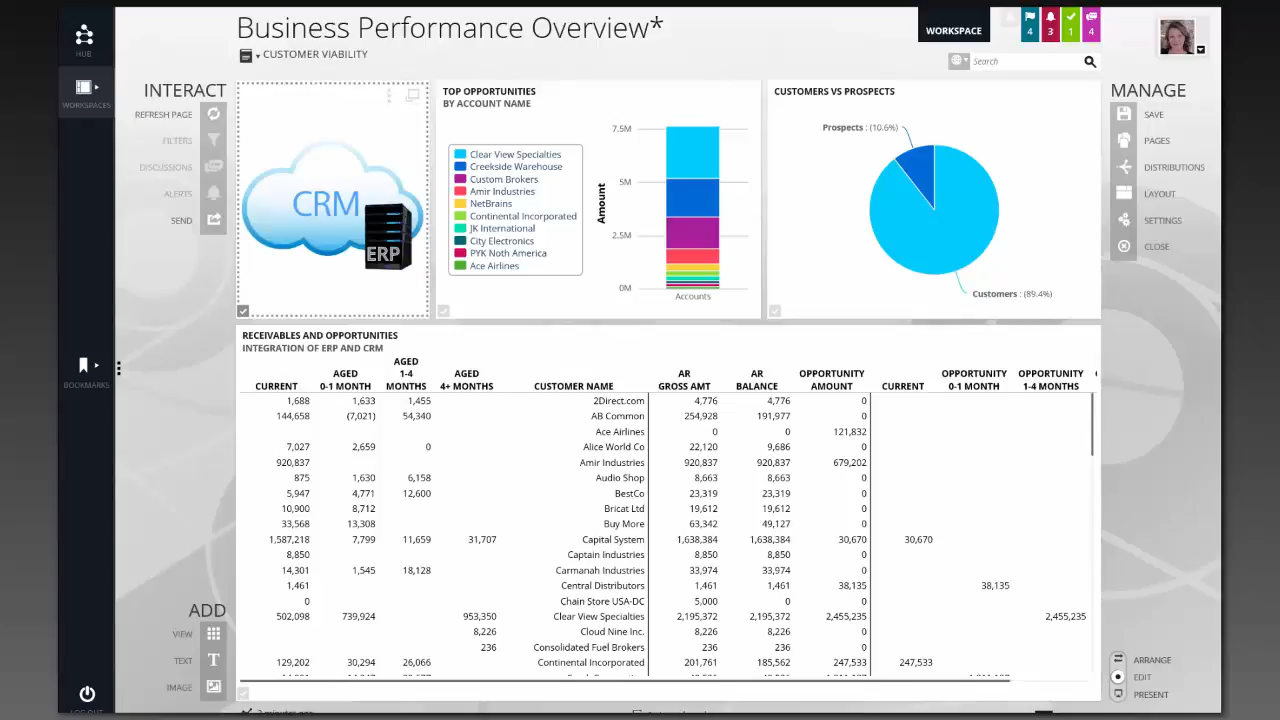 Business Performance Overview*
CUSTOMER VIABILITY
WORKSPACE
4
3
1
4
Search
HUB
WORKSPACES
BOOKMARKS
INTERACT
REFRESH PAGE
FILTERS
DISCUSSIONS
ALERTS
SEND
CRM
ERP
TOP OPPORTUNITIES
BY ACCOUNT NAME
Clear View Specialties
Creekside Warehouse
Custom Brokers
Amir Industries
NetBrains
Continental Incorporated
JK International
City Electronics
PYK Noth America
Ace Airlines
Amount
7.5M
5M
2.5M
0M
Accounts
CUSTOMERS VS PROSPECTS
Prospects : (10.6%)
Customers : (89.4%)
MANAGE
SAVE
PAGES
DISTRIBUTIONS
LAYOUT
SETTINGS
CLOSE
RECEIVABLES AND OPPORTUNITIES
INTEGRATION OF ERP AND CRM
CURRENT AGED 0-1 MONTH AGED 1-4 MONTHS AGED 4+ MONTHS CUSTOMER NAME AR GROSS AMT AR BALANCE OPPORTUNITY AMOUNT CURRENT OPPORTUNITY 0-1 MONTH OPPORTUNITY 1-4 MONTHS
1,688 1,633 1,455 2Direct.com 4,776 4,776 0
144,658 (7,021) 54,340 AB Common 254,928 191,977 0
Ace Airlines 0 0 121,832
7,027 2,659 0 Alice World Co 22,120 9,686 0
920,837 Amir Industries 920,837 920,837 679,202
875 1,630 6,158 Audio Shop 8,663 8,663 0
5,947 4,771 12,600 BestCo 23,319 23,319 0
10,900 8,712 Bricat Ltd 19,612 19,612 0
33,568 13,308 Buy More 63,342 49,127 0
1,587,218 7,799 11,659 31,707 Capital System 1,638,384 1,638,384 30,670 30,670
8,850 Captain Industries 8,850 8,850 0
14,301 1,545 18,128 Carmanah Industries 33,974 33,974 0
1,461 Central Distributors 1,461 1,461 38,135 38,135
0 Chain Store USA-DC 5,000 0 0
502,098 739,924 953,350 Clear View Specialties 2,195,372 2,195,372 2,455,235 2,455,235
8,226 Cloud Nine Inc. 8,226 8,226 0
236 Consolidated Fuel Brokers 236 236 0
129,202 30,294 26,066 Continental Incorporated 201,761 185,562 247,533 247,533
ADD
VIEW
TEXT
IMAGE
ARRANGE
EDIT
PRESENT
LOG OUT